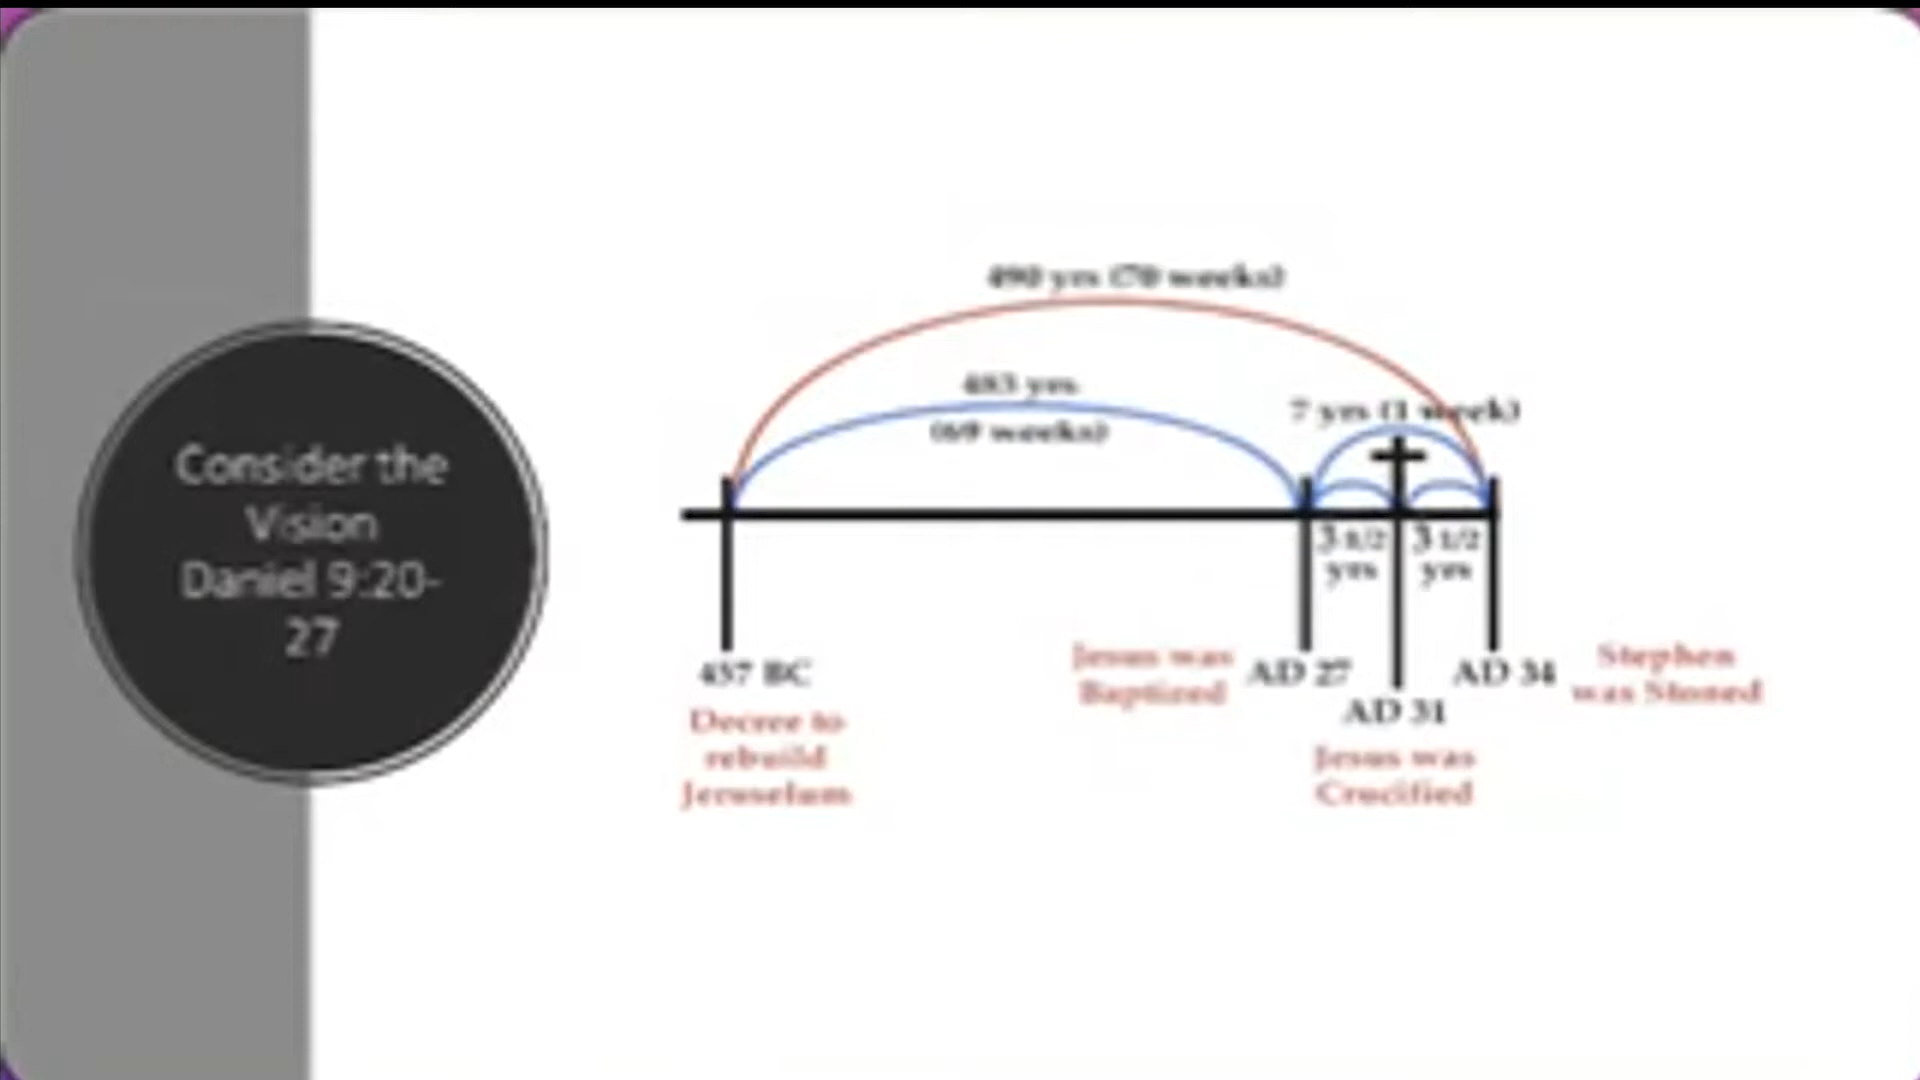 Consider the
Vision
Daniel 9:20-
27
490 yrs (70 weeks)
483 yrs
(69 weeks)
7 yrs (1 week)
3 1/2
yrs
3 1/2
yrs
457 BC
Decree to
rebuild
Jeruselum
Jesus was
Baptized
AD 27
AD 31
Jesus was
Crucified
AD 34
Stephen
was Stoned